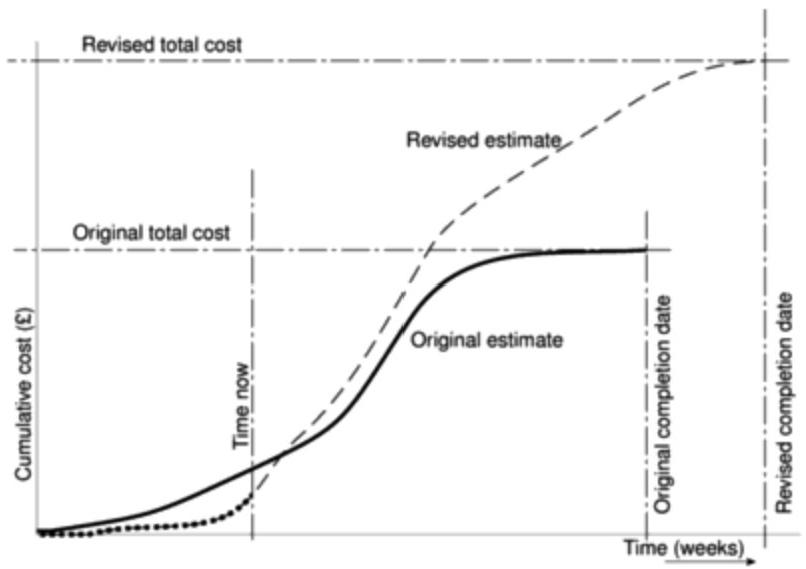 Revised total cost
Revised estimate
Original total cost
Original estimate
Cumulative cost (£)
Time now
Original completion date
Revised completion date
Time (weeks)